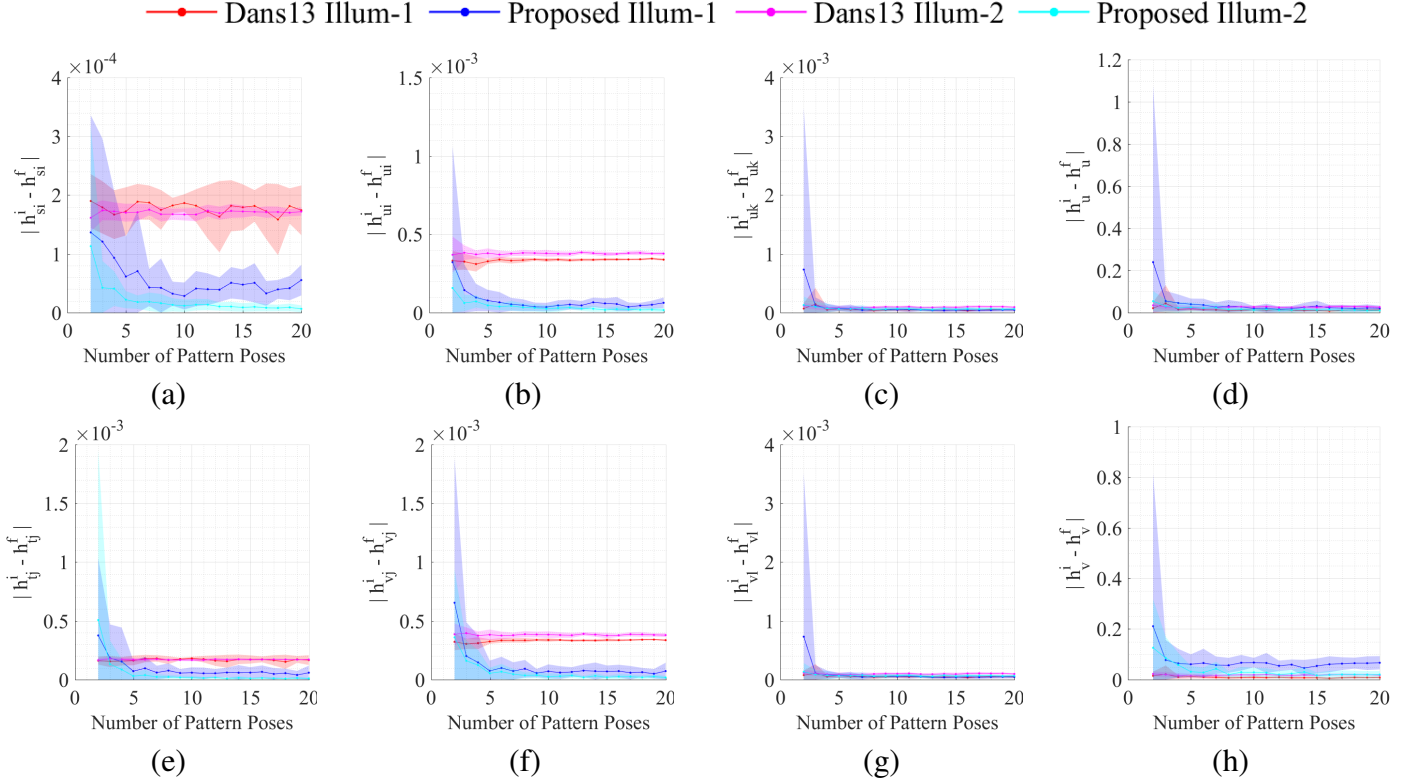 Dans13 Illum-1 Proposed Illum-1 Dans13 Illum-2 Proposed Illum-2
×10-4
4
3
2
1
0
0 5 10 15 20
| h^i_si - h^f_si |
Number of Pattern Poses
(a)
×10-3
1.5
1
0.5
0
0 5 10 15 20
| h^i_ui - h^f_ui |
Number of Pattern Poses
(b)
×10-3
4
3
2
1
0
0 5 10 15 20
| h^i_uk - h^f_uk |
Number of Pattern Poses
(c)
1.2
1
0.8
0.6
0.4
0.2
0
0 5 10 15 20
| h^i_u - h^f_u |
Number of Pattern Poses
(d)
×10-3
2
1.5
1
0.5
0
0 5 10 15 20
| h^i_tj - h^f_tj |
Number of Pattern Poses
(e)
×10-3
2
1.5
1
0.5
0
0 5 10 15 20
| h^i_vj - h^f_vj |
Number of Pattern Poses
(f)
×10-3
4
3
2
1
0
0 5 10 15 20
| h^i_vl - h^f_vl |
Number of Pattern Poses
(g)
1
0.8
0.6
0.4
0.2
0
0 5 10 15 20
| h^i_v - h^f_v |
Number of Pattern Poses
(h)